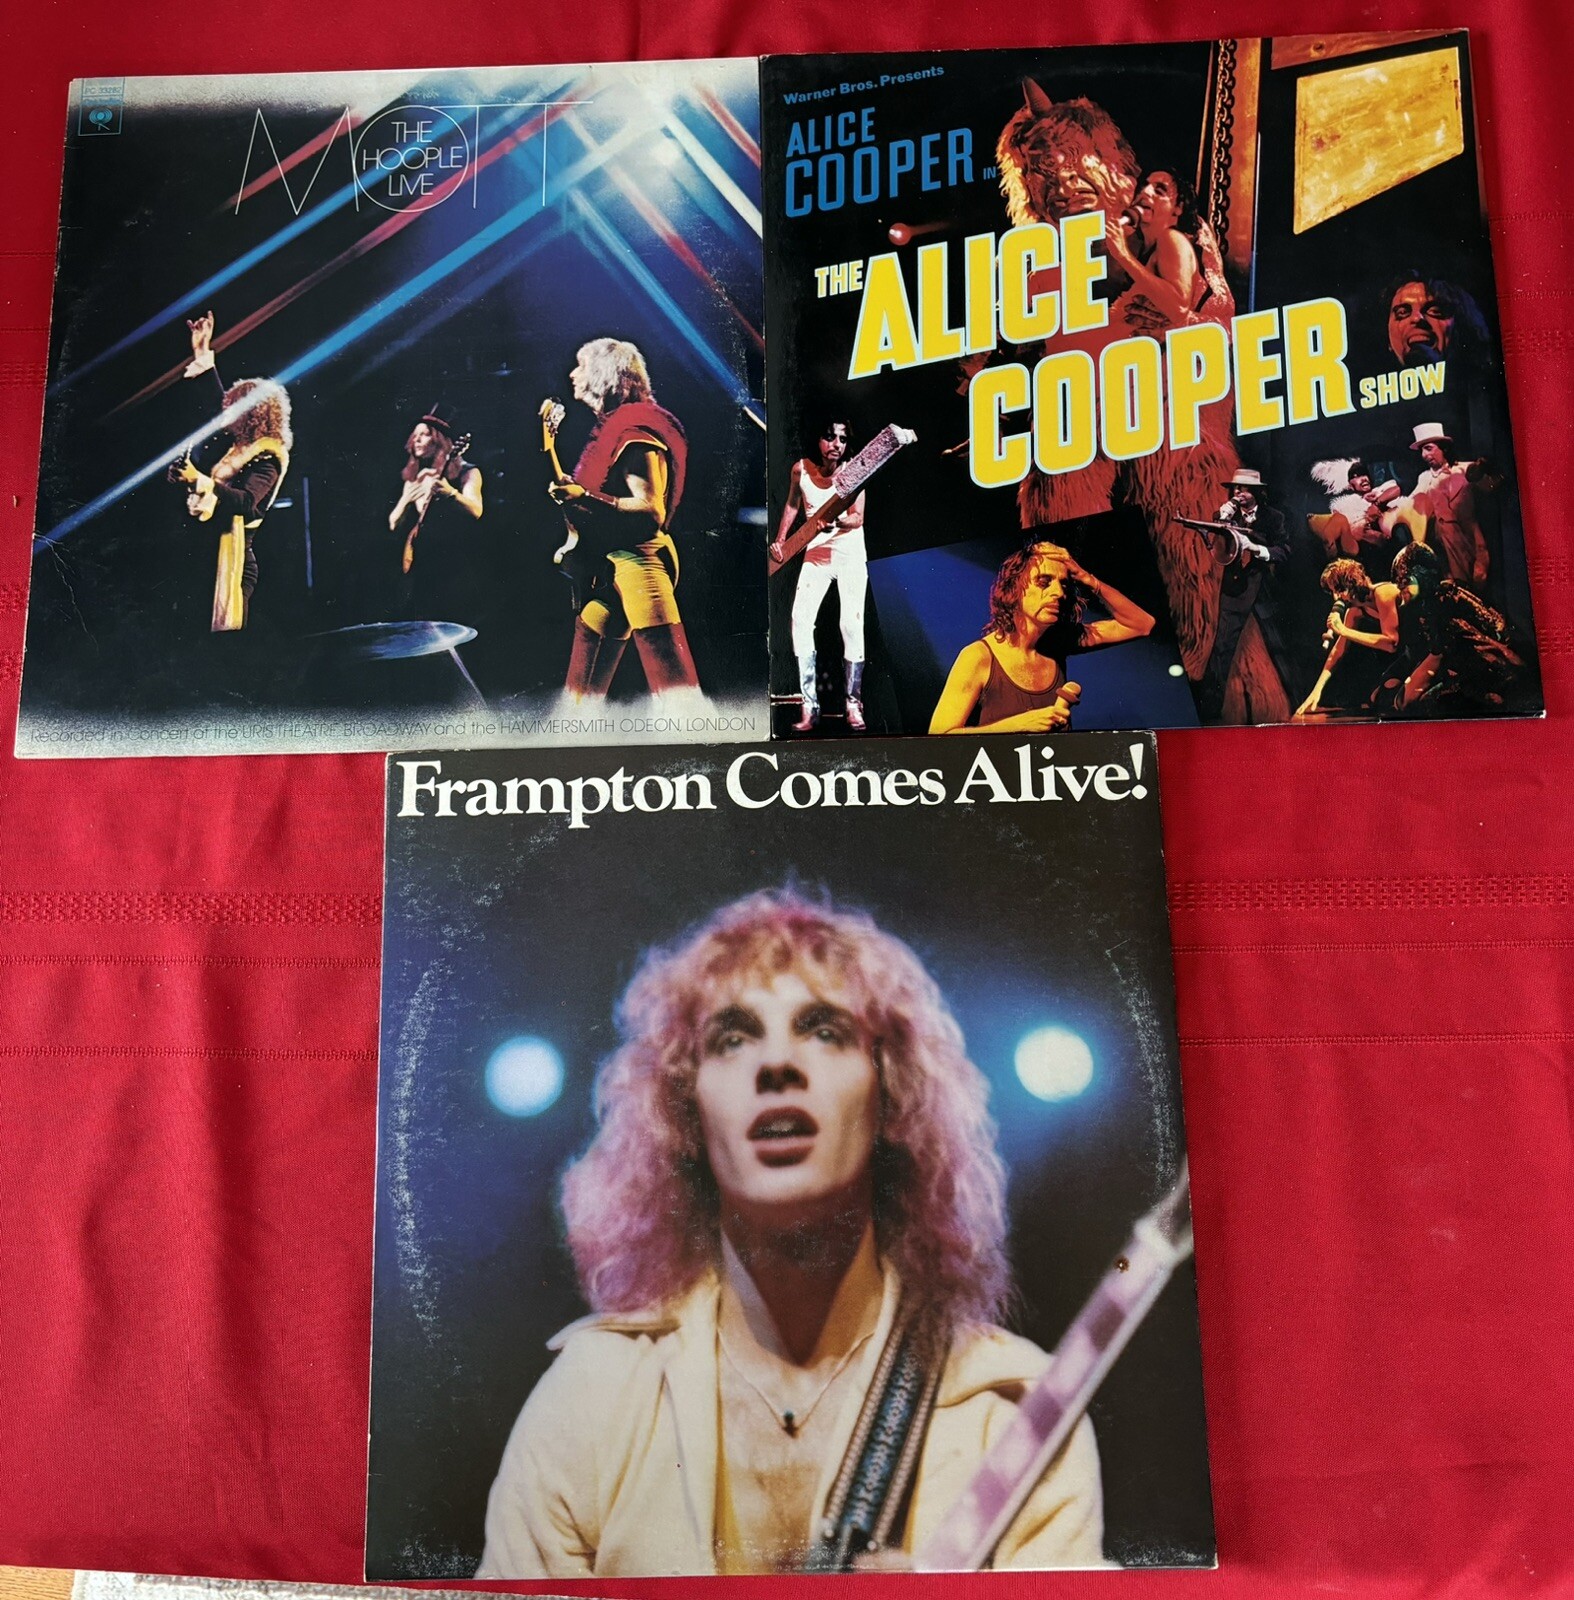 PC 33282
MOTT
THE
HOOPLE
LIVE
Recorded in Concert at the URIS THEATRE, BROADWAY and the HAMMERSMITH ODEON, LONDON
Warner Bros. Presents
ALICE
COOPER IN
THE ALICE
COOPER SHOW
Frampton Comes Alive!